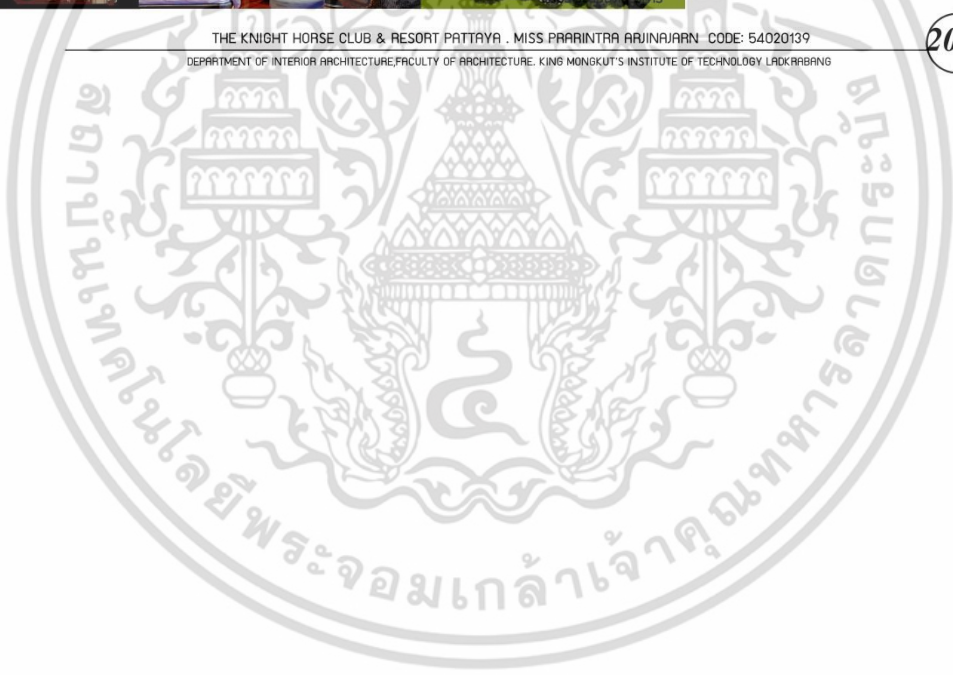 THE KNIGHT HORSE CLUB & RESORT PATTAYA . MISS PRARINTRA ARJINAJARN CODE: 54020139
DEPARTMENT OF INTERIOR ARCHITECTURE,FACULTY OF ARCHITECTURE. KING MONGKUT'S INSTITUTE OF TECHNOLOGY LADKRABANG
สถาบันเทคโนโลยีพระจอมเกล้าเจ้าคุณทหารลาดกระบัง